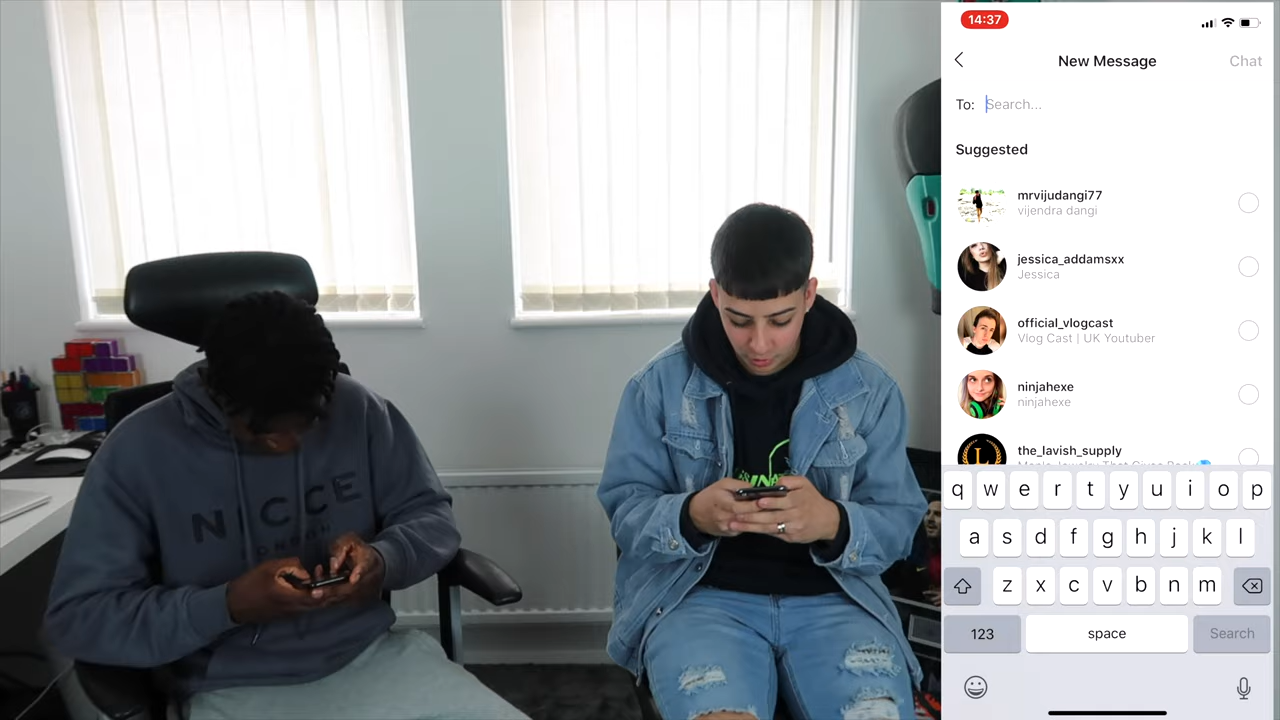 NICCE
LONDON
14:37
New Message
Chat
To: Search...
Suggested
mrvijudangi77
vijendra dangi
jessica_addamsxx
Jessica
official_vlogcast
Vlog Cast | UK Youtuber
ninjahexe
ninjahexe
the_lavish_supply
L
q w e r t y u i o p
a s d f g h j k l
z x c v b n m
123 space Search